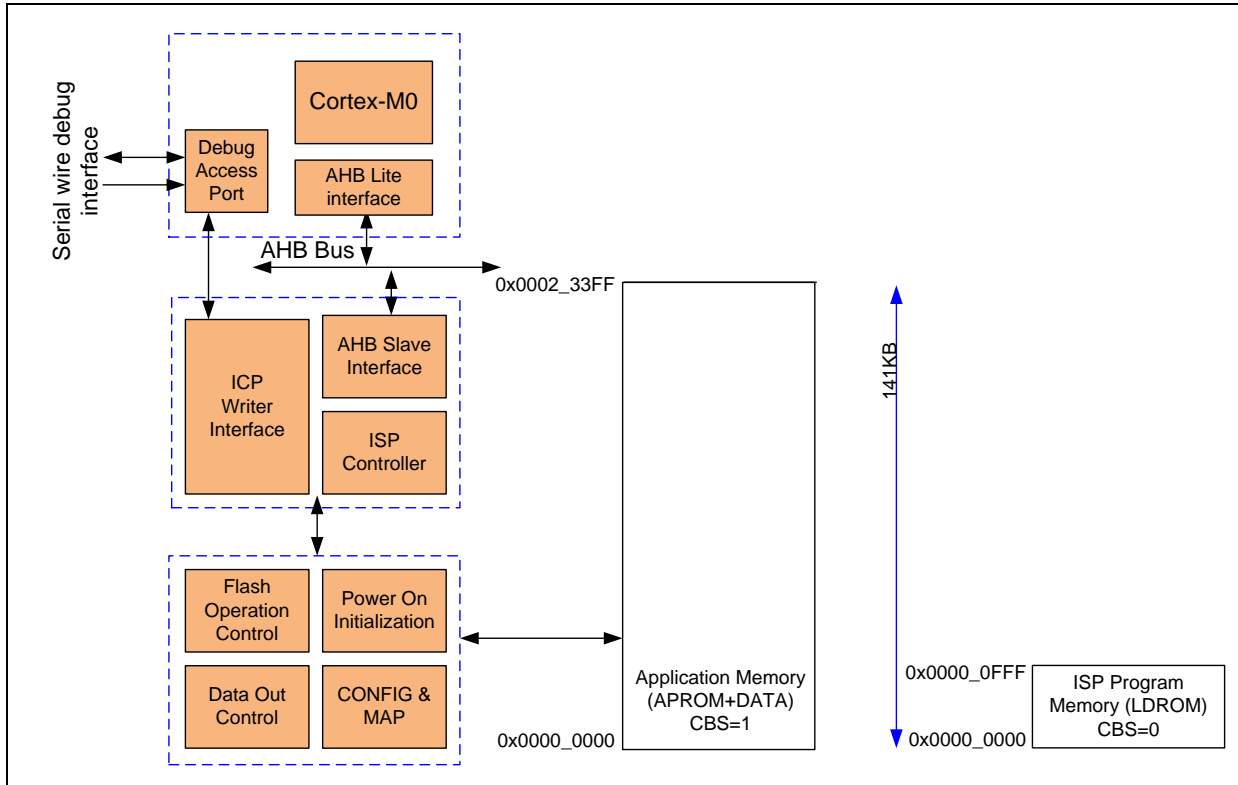 Cortex-M0
Serial wire debug
interface
Debug
Access
Port
AHB Lite
interface
AHB Bus
0x0002_33FF
ICP
Writer
Interface
AHB Slave
Interface
ISP
Controller
141KB
Flash
Operation
Control
Power On
Initialization
Data Out
Control
CONFIG &
MAP
Application Memory
(APROM+DATA)
CBS=1
0x0000_0000
0x0000_0FFF
ISP Program
Memory (LDROM)
CBS=0
0x0000_0000